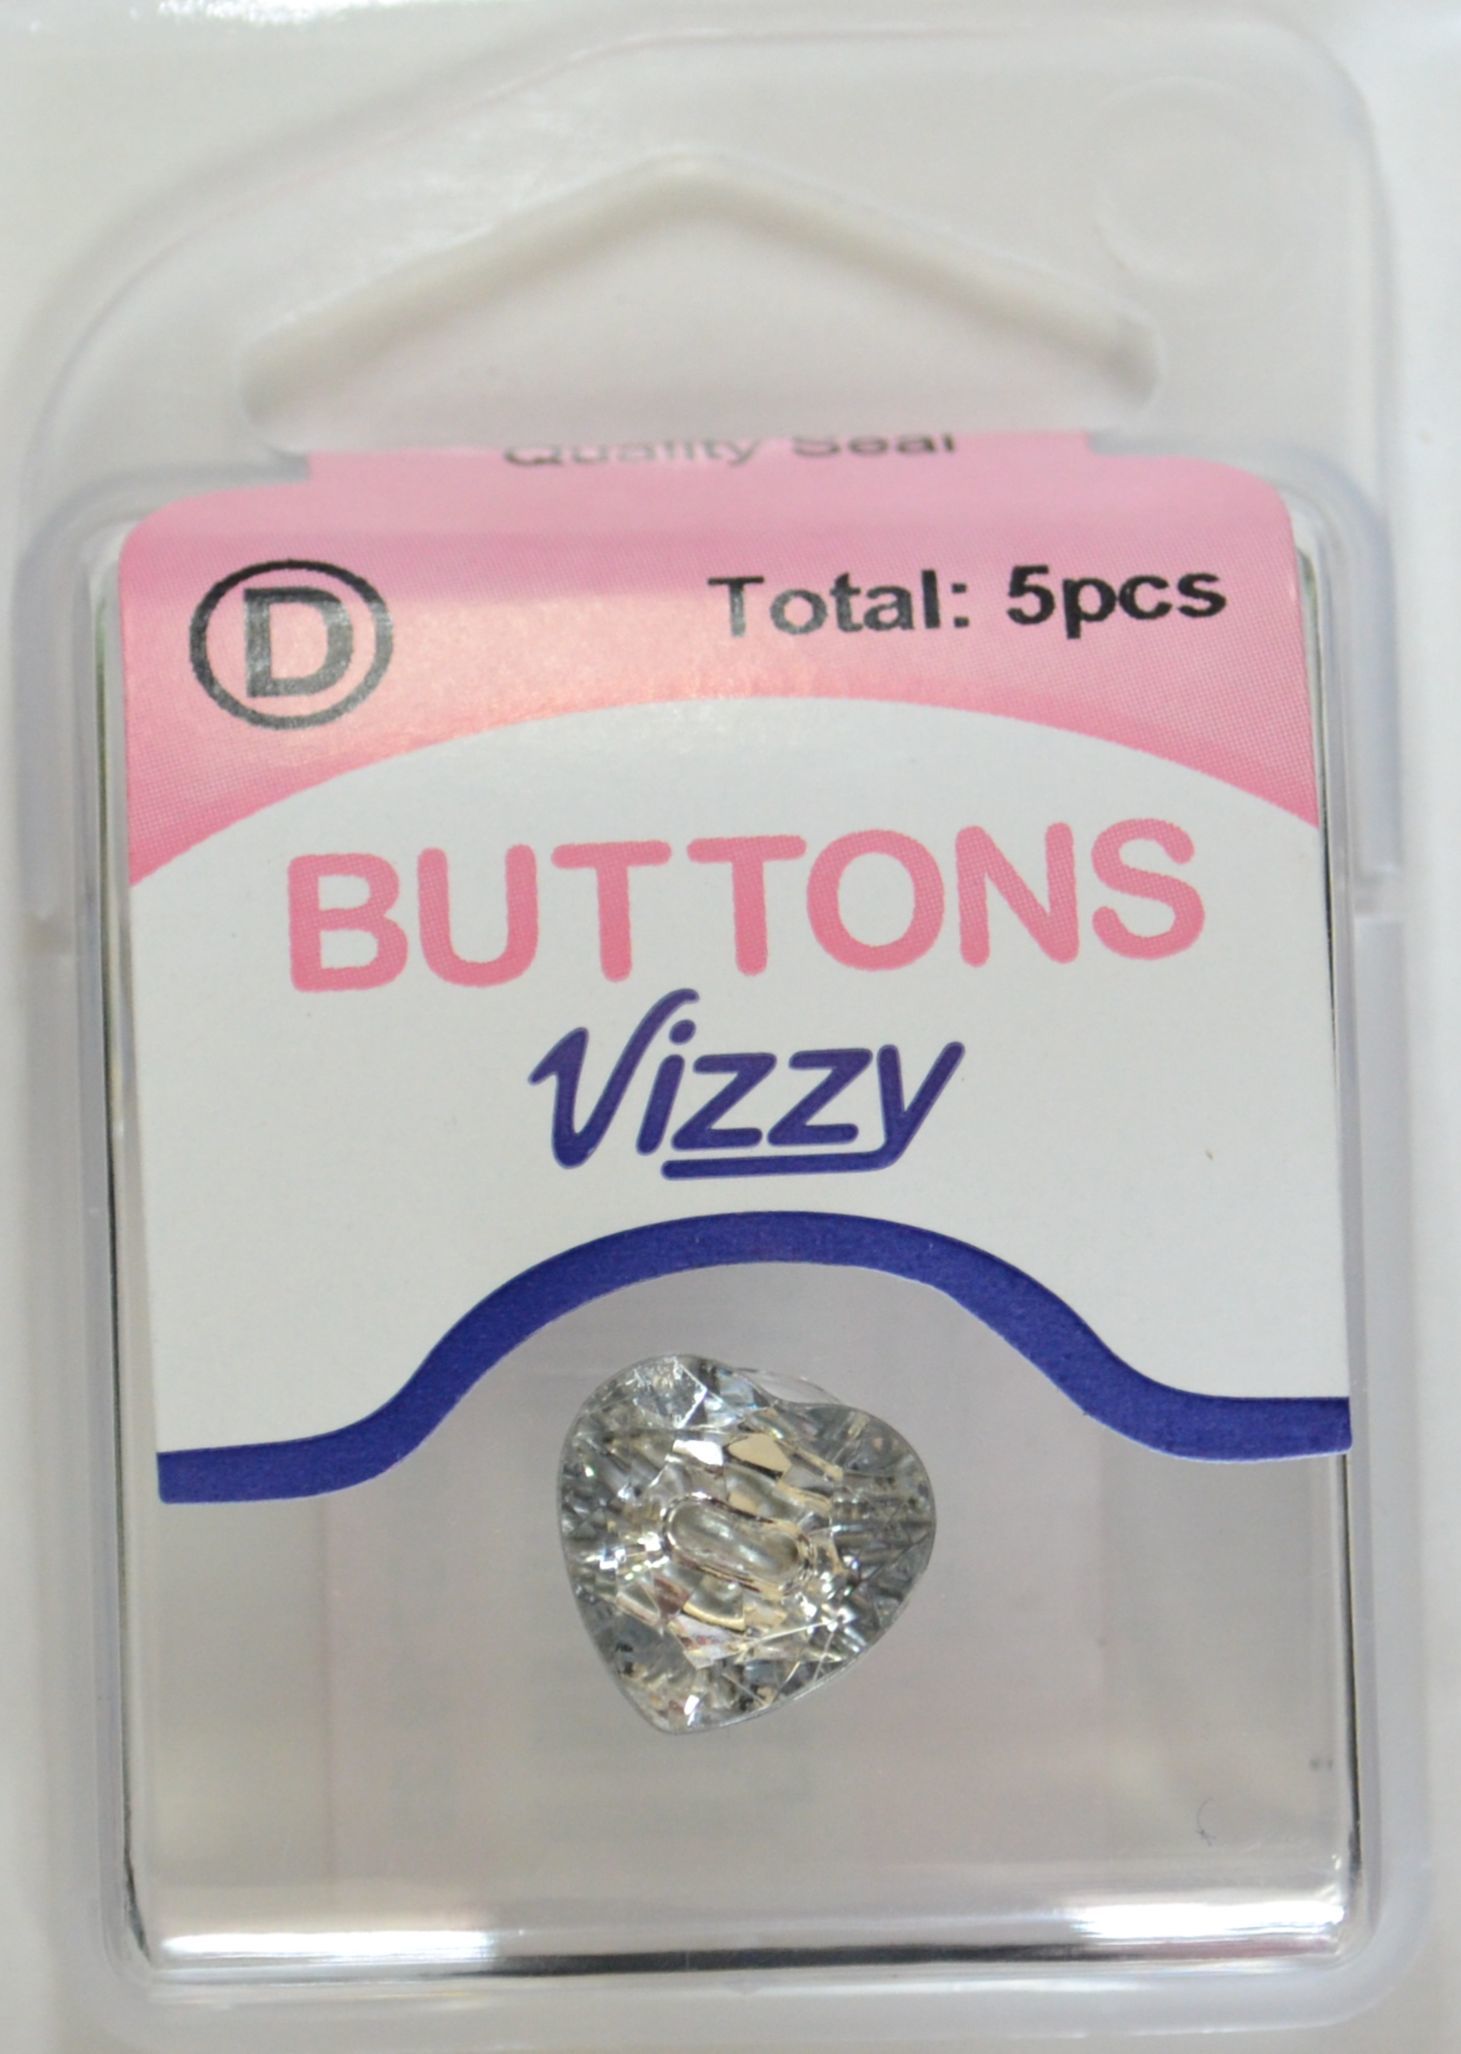 Quality Seal
D
Total: 5pcs
BUTTONS
Vizzy